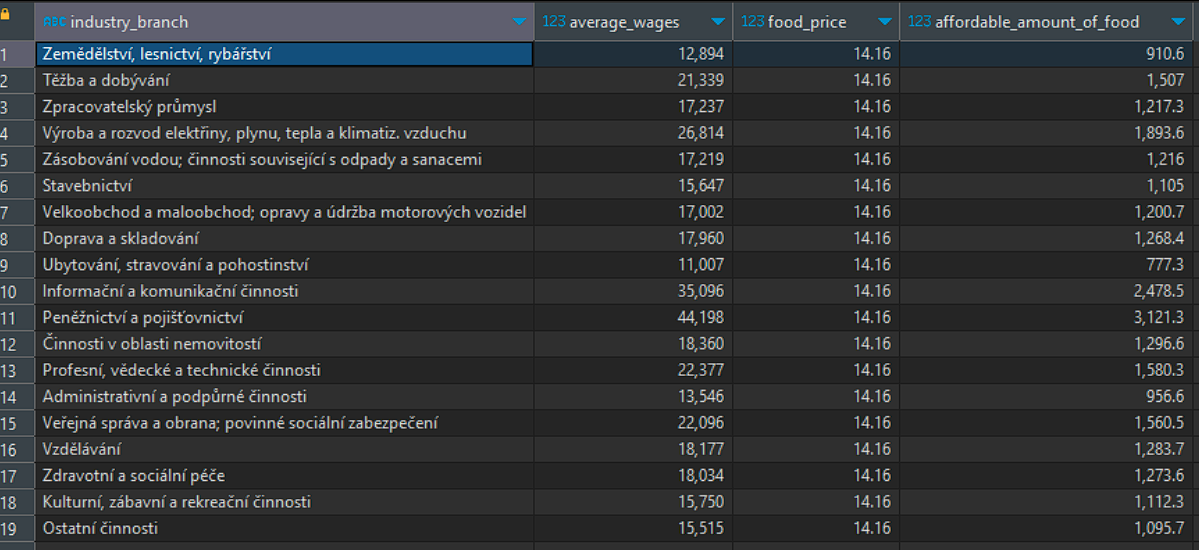 ABC industry_branch 123 average_wages 123 food_price 123 affordable_amount_of_food
1 Zemědělství, lesnictví, rybářství 12,894 14.16 910.6
2 Těžba a dobývání 21,339 14.16 1,507
3 Zpracovatelský průmysl 17,237 14.16 1,217.3
4 Výroba a rozvod elektřiny, plynu, tepla a klimatiz. vzduchu 26,814 14.16 1,893.6
5 Zásobování vodou; činnosti související s odpady a sanacemi 17,219 14.16 1,216
6 Stavebnictví 15,647 14.16 1,105
7 Velkoobchod a maloobchod; opravy a údržba motorových vozidel 17,002 14.16 1,200.7
8 Doprava a skladování 17,960 14.16 1,268.4
9 Ubytování, stravování a pohostinství 11,007 14.16 777.3
10 Informační a komunikační činnosti 35,096 14.16 2,478.5
11 Peněžnictví a pojišťovnictví 44,198 14.16 3,121.3
12 Činnosti v oblasti nemovitostí 18,360 14.16 1,296.6
13 Profesní, vědecké a technické činnosti 22,377 14.16 1,580.3
14 Administrativní a podpůrné činnosti 13,546 14.16 956.6
15 Veřejná správa a obrana; povinné sociální zabezpečení 22,096 14.16 1,560.5
16 Vzdělávání 18,177 14.16 1,283.7
17 Zdravotní a sociální péče 18,034 14.16 1,273.6
18 Kulturní, zábavní a rekreační činnosti 15,750 14.16 1,112.3
19 Ostatní činnosti 15,515 14.16 1,095.7